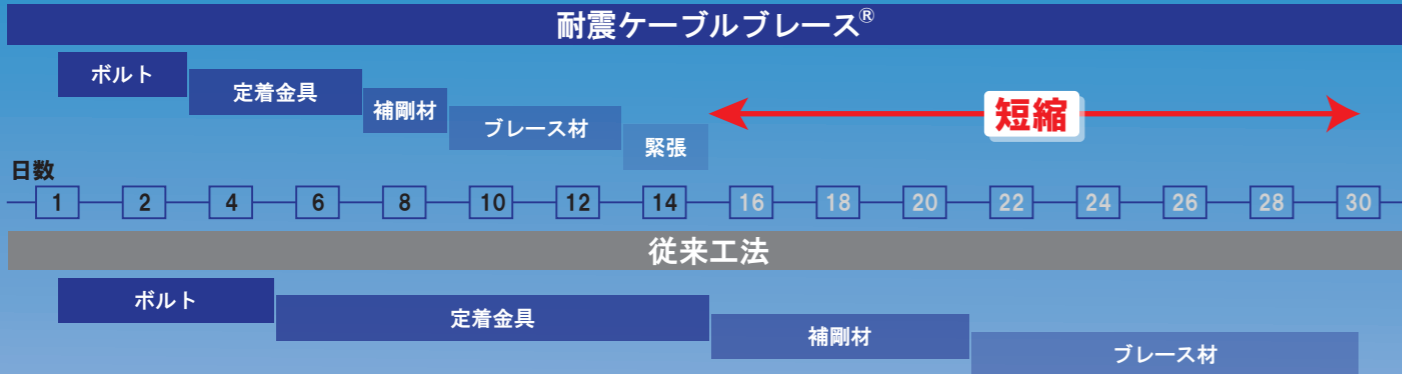 耐震ケーブルブレース®
ボルト
定着金具
補剛材
ブレース材
緊張
短縮
日数
1 2 4 6 8 10 12 14 16 18 20 22 24 26 28 30
従来工法
ボルト
定着金具
補剛材
ブレース材